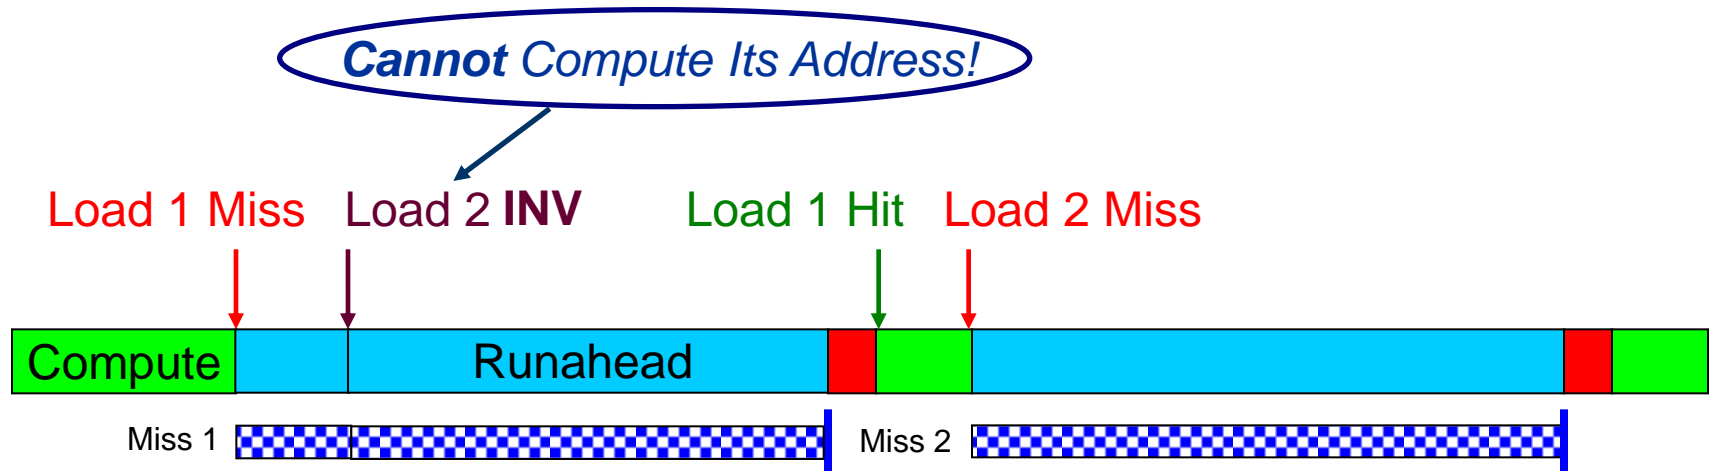 Cannot Compute Its Address!
Load 1 Miss Load 2 INV Load 1 Hit Load 2 Miss
Compute Runahead
Miss 1 Miss 2